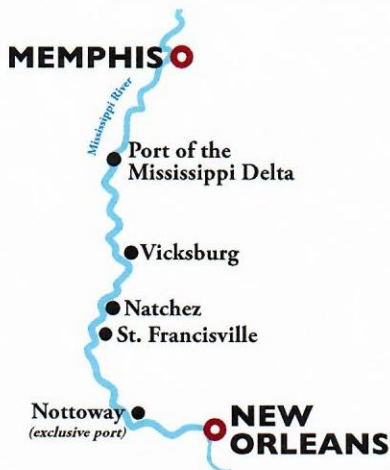 MEMPHIS
Mississippi River
Port of the
Mississippi Delta
Vicksburg
Natchez
St. Francisville
Nottoway
(exclusive port)
NEW
ORLEANS